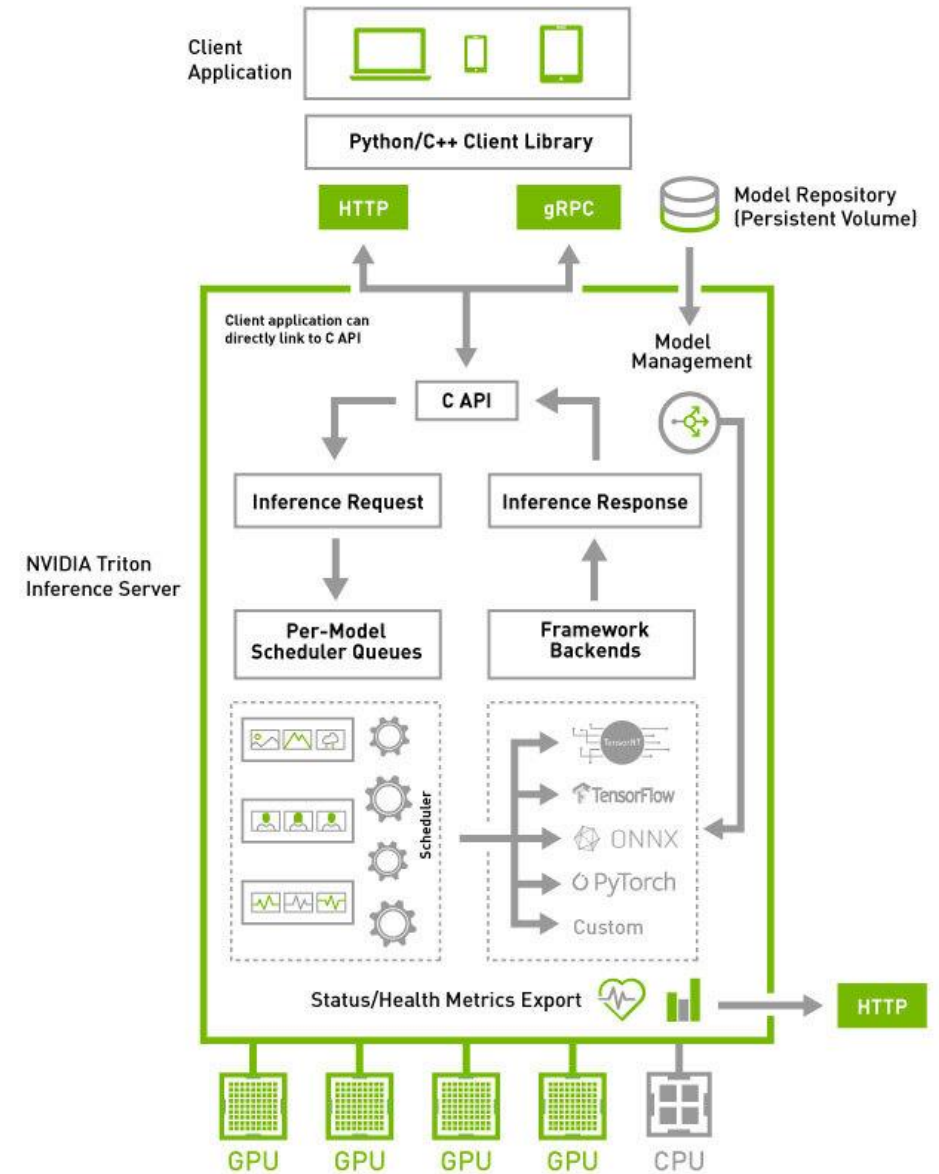 Client
Application
Python/C++ Client Library
HTTP
gRPC
Model Repository
(Persistent Volume)
Client application can
directly link to C API
Model
Management
C API
Inference Request
Inference Response
NVIDIA Triton
Inference Server
Per-Model
Scheduler Queues
Framework
Backends
Scheduler
TensorRT
TensorFlow
ONNX
PyTorch
Custom
Status/Health Metrics Export
HTTP
GPU
GPU
GPU
GPU
CPU